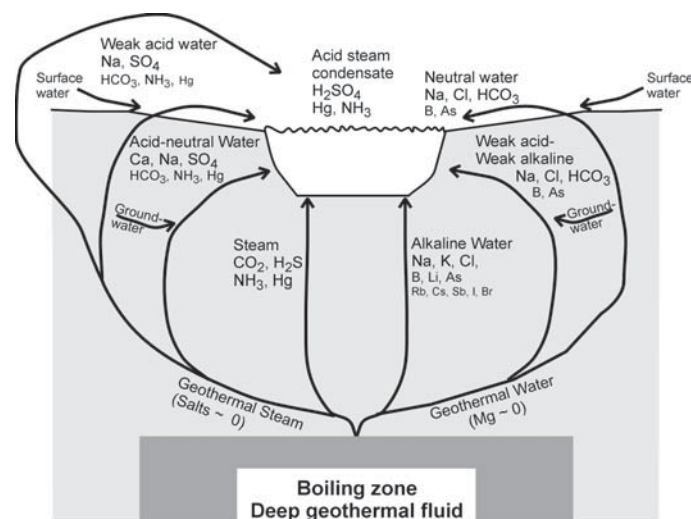 Weak acid water
Na, SO4
HCO3, NH3, Hg
Acid steam
condensate
H2SO4
Hg, NH3
Neutral water
Na, Cl, HCO3
B, As
Surface
water
Surface
water
Acid-neutral Water
Ca, Na, SO4
HCO3, NH3, Hg
Weak acid-
Weak alkaline
Na, Cl, HCO3
B, As
Ground-
water
Ground-
water
Steam
CO2, H2S
NH3, Hg
Alkaline Water
Na, K, Cl,
B, Li, As
Rb, Cs, Sb, I, Br
Geothermal Steam
(Salts ~ 0)
Geothermal Water
(Mg ~0)
Boiling zone
Deep geothermal fluid